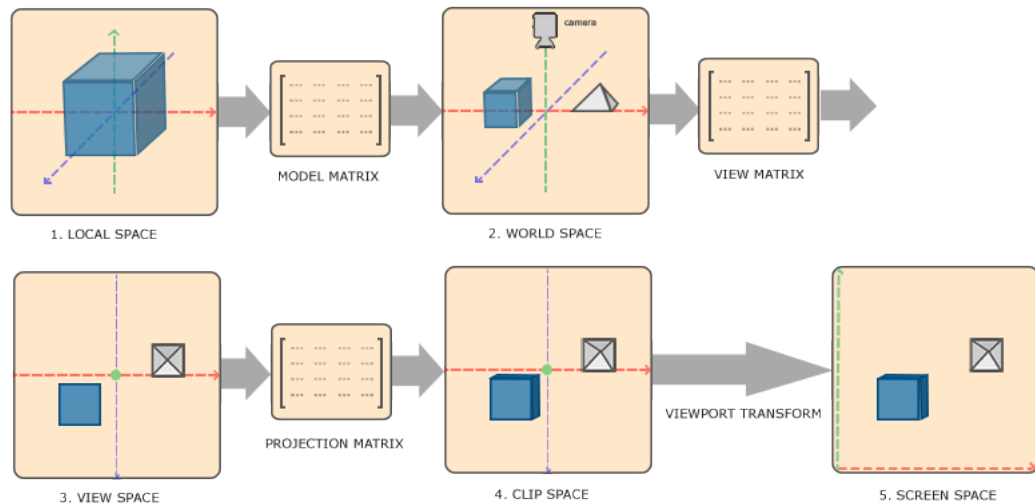 camera
MODEL MATRIX
VIEW MATRIX
1. LOCAL SPACE
2. WORLD SPACE
PROJECTION MATRIX
VIEWPORT TRANSFORM
3. VIEW SPACE
4. CLIP SPACE
5. SCREEN SPACE